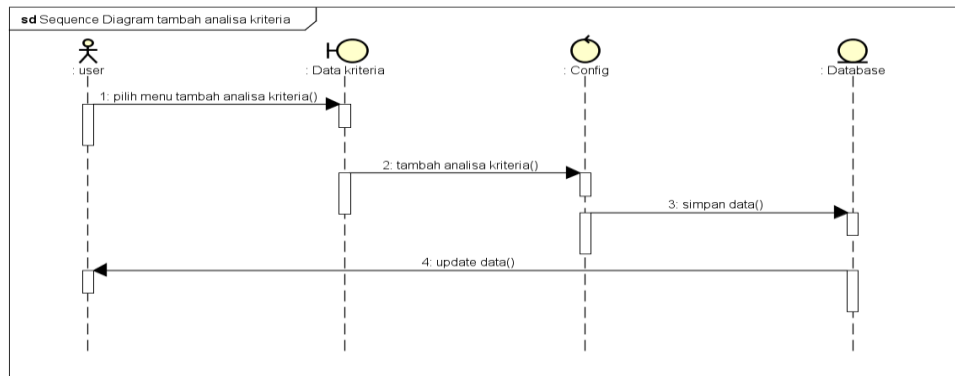 sd Sequence Diagram tambah analisa kriteria
: user
: Data kriteria
: Config
: Database
1: pilih menu tambah analisa kriteria()
2: tambah analisa kriteria()
3: simpan data()
4: update data()